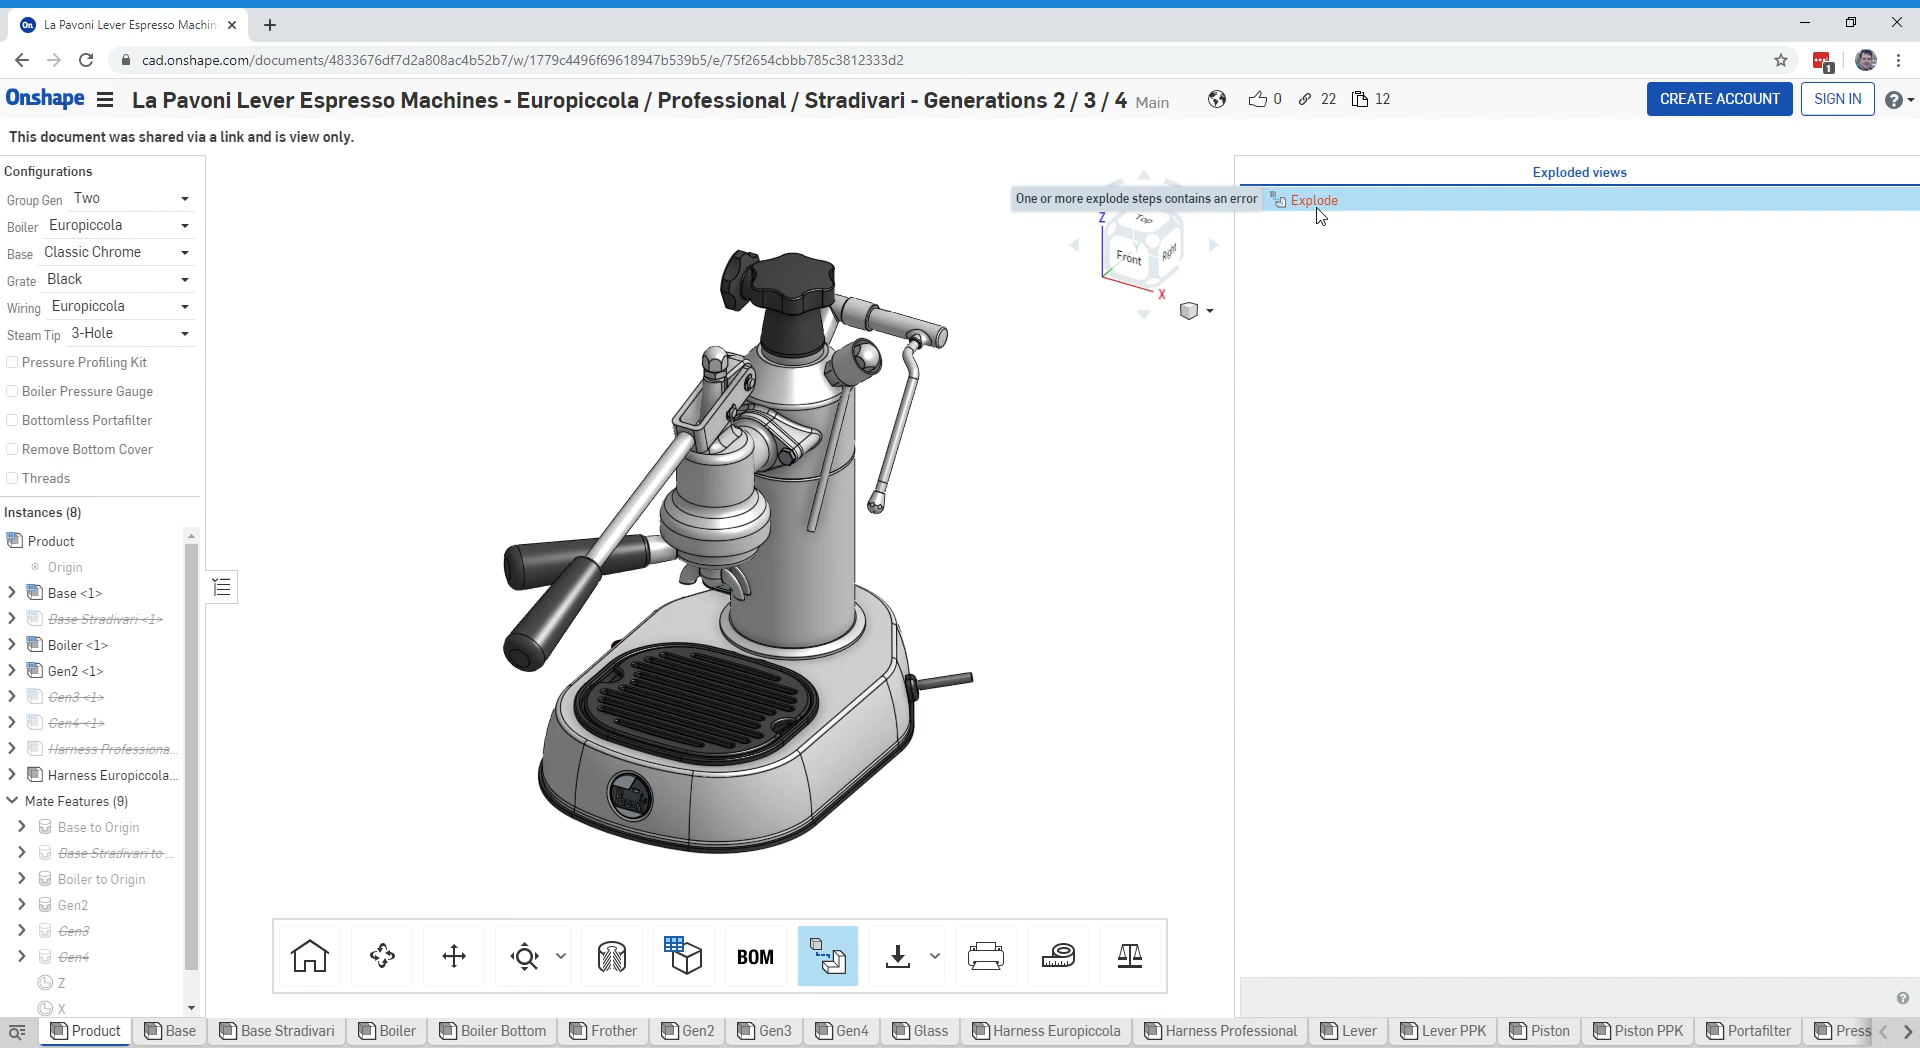 La Pavoni Lever Espresso Machin
cad.onshape.com/documents/4833676df7d2a808ac4b52b7/w/1779c4496f69618947b539b5/e/75f2654cbbb785c3812333d2
1
Onshape La Pavoni Lever Espresso Machines - Europiccola / Professional / Stradivari - Generations 2 / 3 / 4 Main 0 22 12 CREATE ACCOUNT SIGN IN
This document was shared via a link and is view only.
Configurations
Group Gen Two
Boiler Europiccola
Base Classic Chrome
Grate Black
Wiring Europiccola
Steam Tip 3-Hole
Pressure Profiling Kit
Boiler Pressure Gauge
Bottomless Portafilter
Remove Bottom Cover
Threads
Instances (8)
Product
Origin
Base <1>
Base Stradivari <1>
Boiler <1>
Gen2 <1>
Gen3 <1>
Gen4 <1>
Harness Professiona...
Harness Europiccola...
Mate Features (9)
Base to Origin
Base Stradivari to ...
Boiler to Origin
Gen2
Gen3
Gen4
Z
X
One or more explode steps contains an error
Z
Top
Y
Front
Right
X
Exploded views
Explode
BOM
Product Base Base Stradivari Boiler Boiler Bottom Frother Gen2 Gen3 Gen4 Glass Harness Europiccola Harness Professional Lever Lever PPK Piston Piston PPK Portafilter Press